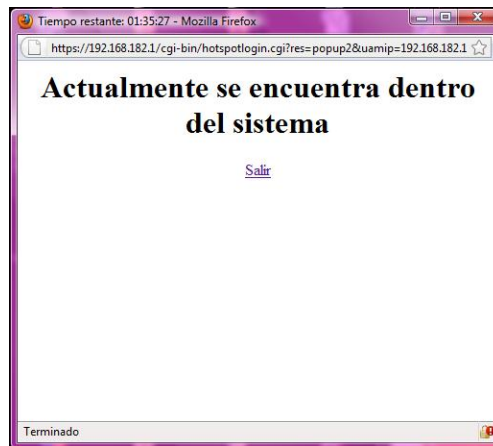 Tiempo restante: 01:35:27 - Mozilla Firefox
https://192.168.182.1/cgi-bin/hotspotlogin.cgi?res=popup2&uamip=192.168.182.1
Actualmente se encuentra dentro
del sistema
Salir
Terminado